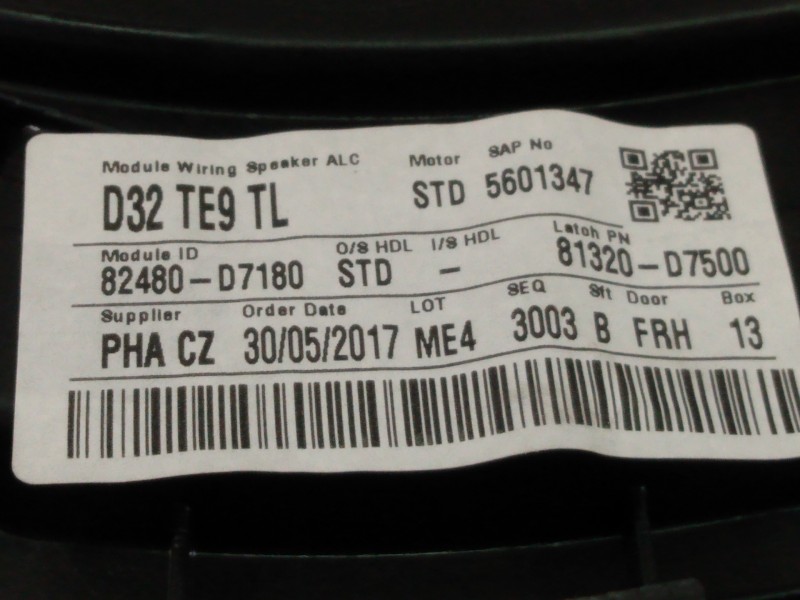 Module Wiring Speaker ALC Motor SAP No
D32 TE9 TL STD 5601347
Module ID O/S HDL I/S HDL Latch PN
82480-D7180 STD - 81320-D7500
Supplier Order Date LOT SEQ Sft Door Box
PHA CZ 30/05/2017 ME4 3003 B FRH 13